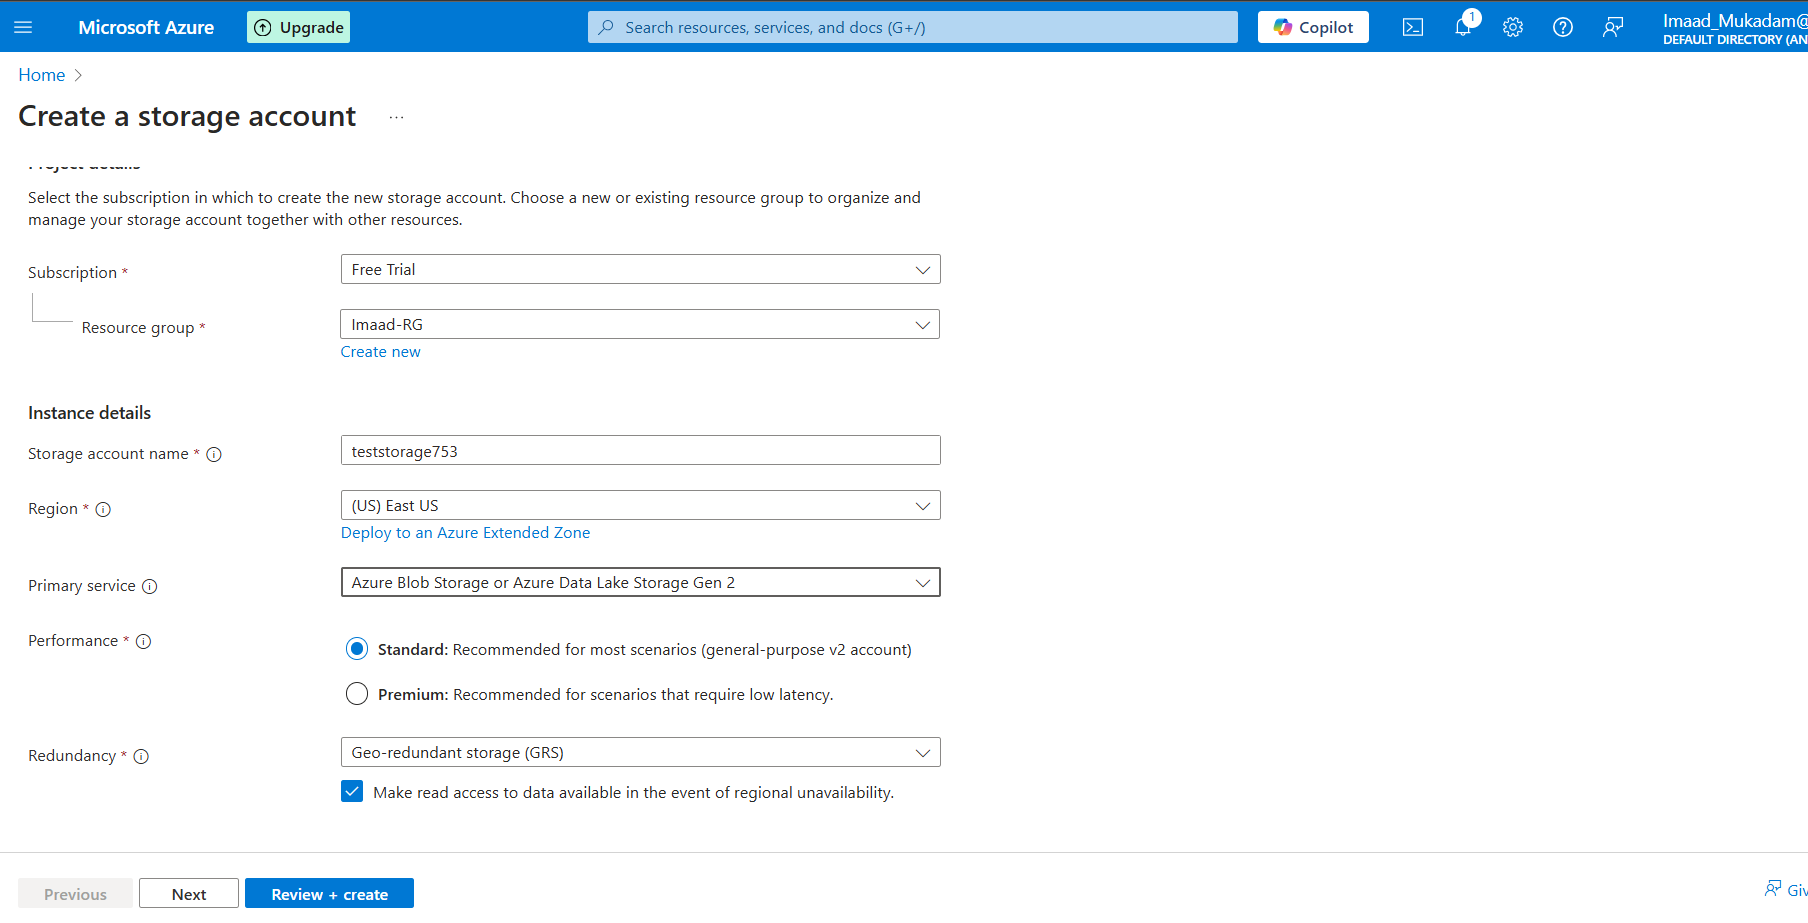 Microsoft Azure
Upgrade
Search resources, services, and docs (G+/)
Copilot
1
Imaad_Mukadam@
DEFAULT DIRECTORY (AN
Home
Create a storage account
...
Project details
Select the subscription in which to create the new storage account. Choose a new or existing resource group to organize and
manage your storage account together with other resources.
Subscription *
Free Trial
Resource group *
Imaad-RG
Create new
Instance details
Storage account name *
teststorage753
Region *
(US) East US
Deploy to an Azure Extended Zone
Primary service
Azure Blob Storage or Azure Data Lake Storage Gen 2
Performance *
Standard: Recommended for most scenarios (general-purpose v2 account)
Premium: Recommended for scenarios that require low latency.
Redundancy *
Geo-redundant storage (GRS)
Make read access to data available in the event of regional unavailability.
Previous
Next
Review + create
Giv